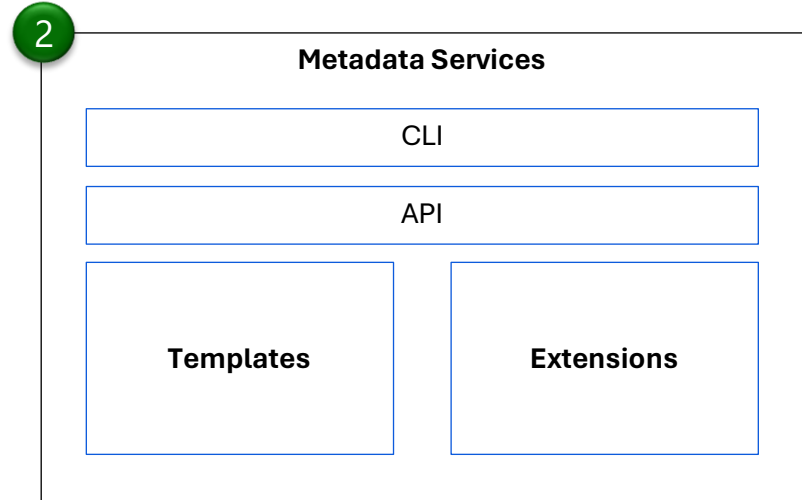 2
Metadata Services
CLI
API
Templates
Extensions